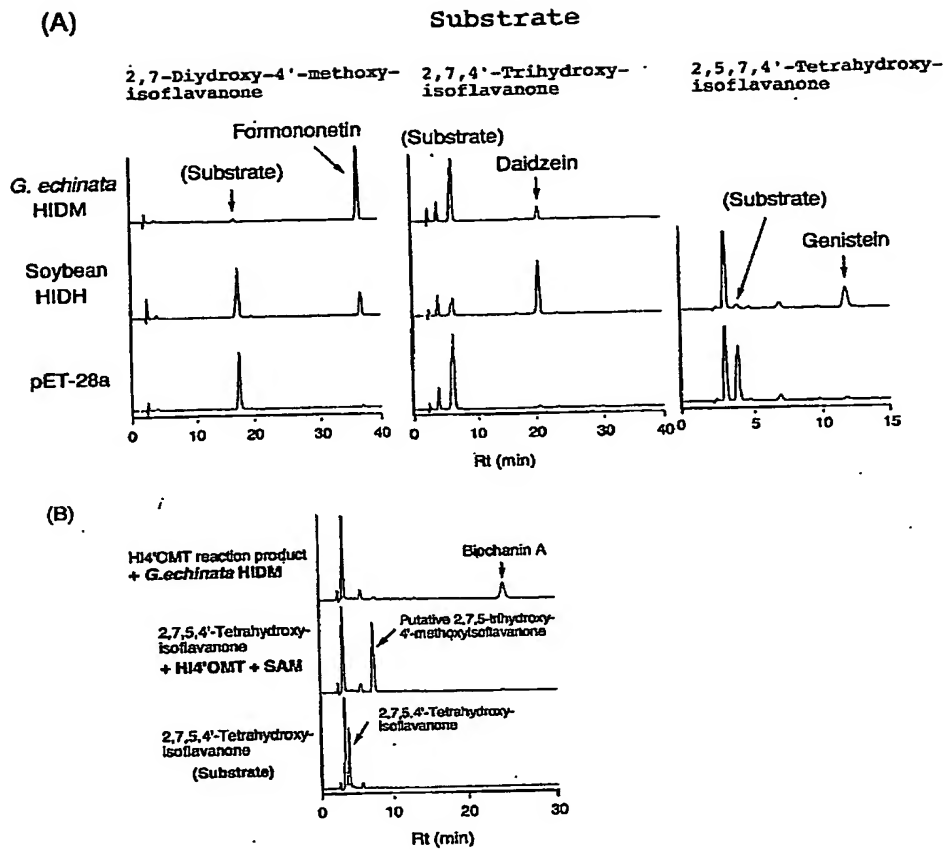 (A)
Substrate
2,7-Diydroxy-4'-methoxy-
isoflavanone
2,7,4'-Trihydroxy-
isoflavanone
2,5,7,4'-Tetrahydroxy-
isoflavanone
Formononetin
(Substrate)
(Substrate)
Daidzein
(Substrate)
Genistein
G. echinata
HIDM
Soybean
HIDH
pET-28a
0 10 20 30 40
0 10 20 30 40
0 5 10 15
Rt (min)
(B)
HI4'OMT reaction product
+ G.echinata HIDM
Biochanin A
2,7,5,4'-Tetrahydroxy-
isoflavanone
+ HI4'OMT + SAM
Putative 2,7,5-trihydroxy-
4'-methoxyisoflavanone
2,7,5,4'-Tetrahydroxy-
isoflavanone
(Substrate)
2,7,5,4'-Tetrahydroxy-
isoflavanone
0 10 20 30
Rt (min)